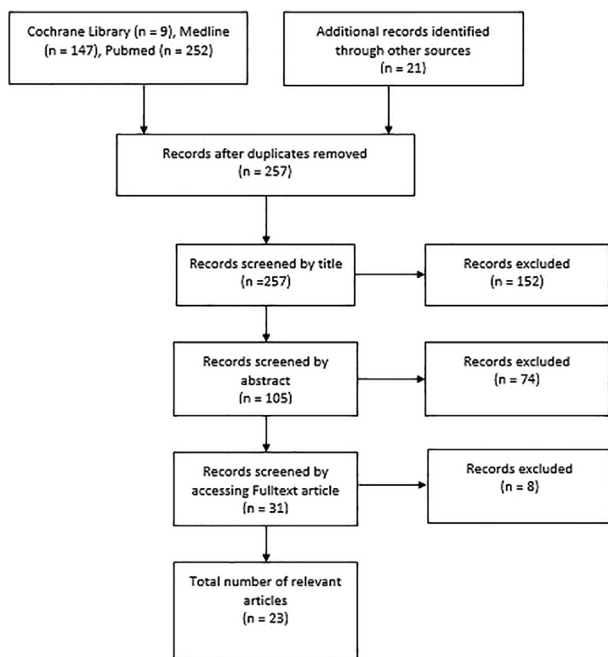 Cochrane Library (n = 9), Medline
(n = 147), Pubmed (n = 252)
Additional records identified
through other sources
(n = 21)
Records after duplicates removed
(n = 257)
Records screened by title
(n =257)
Records excluded
(n = 152)
Records screened by
abstract
(n = 105)
Records excluded
(n = 74)
Records screened by
accessing Fulltext article
(n = 31)
Records excluded
(n = 8)
Total number of relevant
articles
(n = 23)